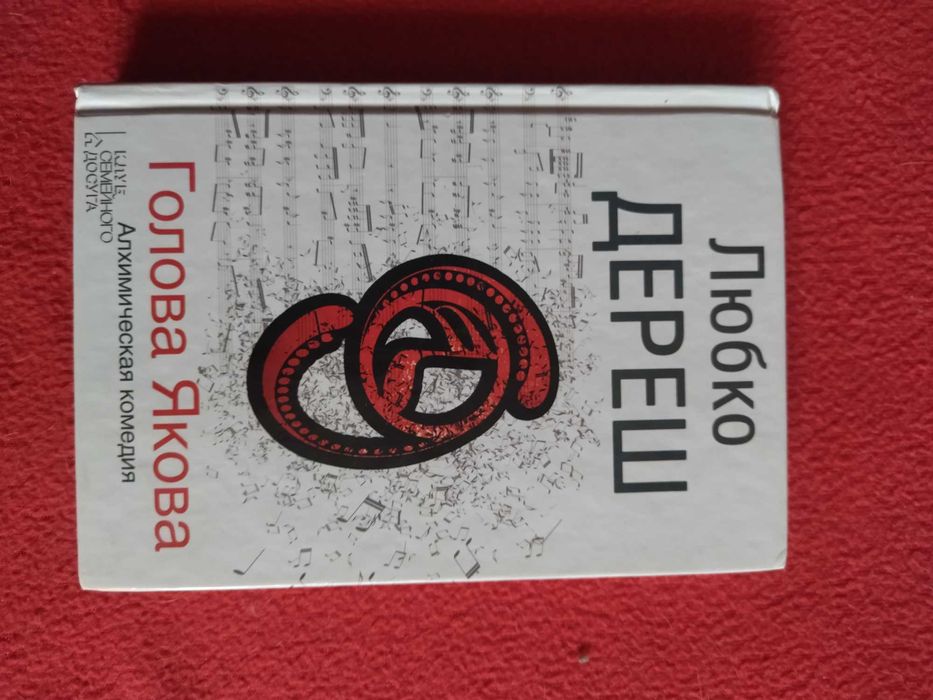 Любко
ДЕРЕШ
Голова Якова
Алхимическая комедия
КЛУБ
СЕМЕЙНОГО
ДОСУГА